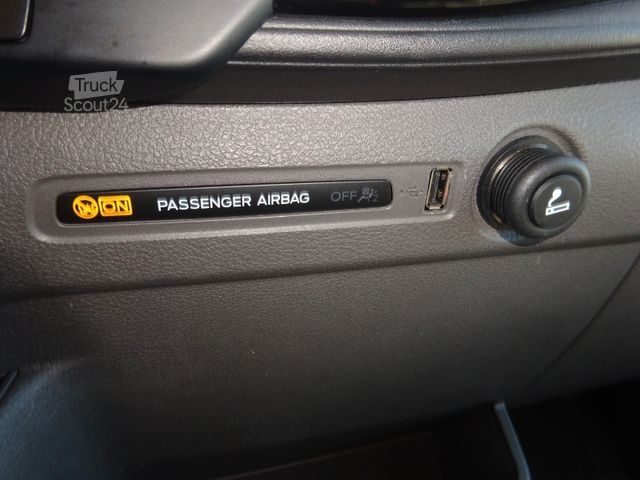 Truck
Scout24
ON PASSENGER AIRBAG OFF